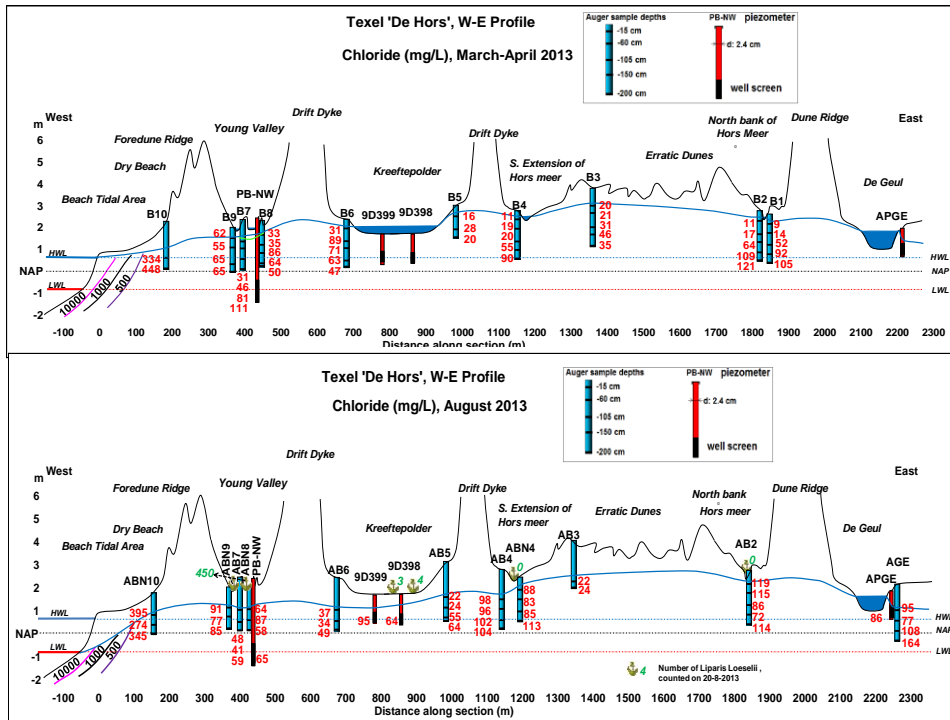 Texel 'De Hors', W-E Profile
Chloride (mg/L), March-April 2013
Auger sample depths
-15 cm
-60 cm
-105 cm
-150 cm
-200 cm
PB-NW
piezometer
d: 2.4 cm
well screen
m
West
East
6
5
4
3
2
1
NAP
-1
-2
HWL
LWL
10000
1000
500
Beach Tidal Area
Dry Beach
Foredune Ridge
Young Valley
Drift Dyke
Kreeftepolder
Drift Dyke
S. Extension of
Hors meer
Erratic Dunes
North bank of
Hors Meer
Dune Ridge
De Geul
B10
334
448
B9
62
55
65
65
B7
31
46
81
111
PB-NW
B8
33
35
86
64
50
B6
31
89
71
63
47
9D399
9D398
B5
16
28
20
B4
11
19
20
55
90
B3
20
21
31
46
35
B2
11
17
64
109
121
B1
9
14
52
92
105
APGE
HWL
NAP
LWL
-100 0 100 200 300 400 500 600 700 800 900 1000 1100 1200 1300 1400 1500 1600 1700 1800 1900 2000 2100 2200 2300
Distance along section (m)
Texel 'De Hors', W-E Profile
Chloride (mg/L), August 2013
Auger sample depths
-15 cm
-60 cm
-105 cm
-150 cm
-200 cm
PB-NW
piezometer
d: 2.4 cm
well screen
m
West
East
6
5
4
3
2
1
NAP
-1
-2
HWL
LWL
10000
1000
500
Beach Tidal Area
Dry Beach
Foredune Ridge
Young Valley
Drift Dyke
Kreeftepolder
Drift Dyke
S. Extension of
Hors meer
Erratic Dunes
North bank
Hors meer
Dune Ridge
De Geul
ABN10
395
274
345
450
ABN9
91
77
85
AB7
48
41
59
ABN8
64
87
58
PB-NW
65
AB6
37
34
49
9D399
95
3
9D398
64
4
AB5
22
24
55
64
AB4
98
96
102
104
ABN4
0
88
83
85
113
AB3
22
24
AB2
0
119
115
86
72
114
APGE
86
AGE
95
77
108
164
HWL
NAP
LWL
4 Number of Liparis Loeselii ,
counted on 20-8-2013
-100 0 100 200 300 400 500 600 700 800 900 1000 1100 1200 1300 1400 1500 1600 1700 1800 1900 2000 2100 2200 2300
Distance along section (m)